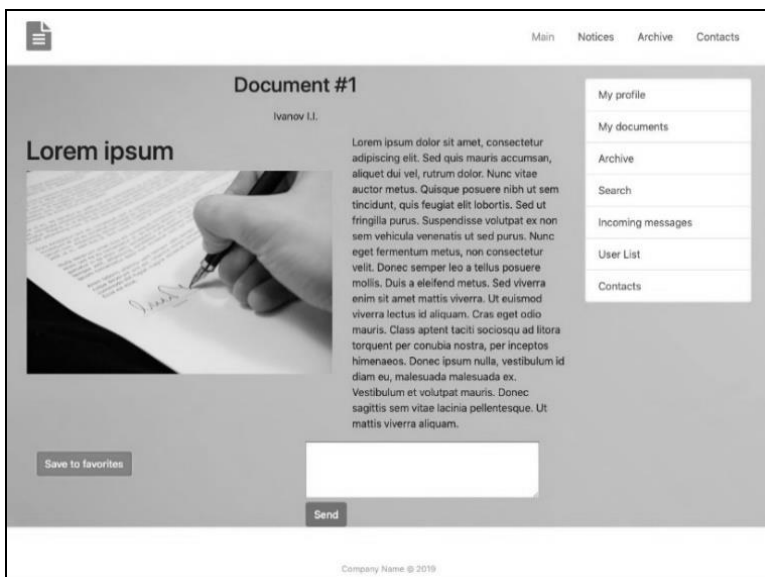 Main Notices Archive Contacts
Document #1
Ivanov I.I.
Lorem ipsum
Lorem ipsum dolor sit amet, consectetur
adipiscing elit. Sed quis mauris accumsan,
aliquet dui vel, rutrum dolor. Nunc vitae
auctor metus. Quisque posuere nibh ut sem
tincidunt, quis feugiat elit lobortis. Sed ut
fringilla purus. Suspendisse volutpat ex non
sem vehicula venenatis ut sed purus. Nunc
eget fermentum metus, non consectetur
velit. Donec semper leo a tellus posuere
mollis. Duis a eleifend metus. Sed viverra
enim sit amet mattis viverra. Ut euismod
viverra lectus id aliquam. Cras eget odio
mauris. Class aptent taciti sociosqu ad litora
torquent per conubia nostra, per inceptos
himenaeos. Donec ipsum nulla, vestibulum id
diam eu, malesuada malesuada ex.
Vestibulum et volutpat mauris. Donec
sagittis sem vitae lacinia pellentesque. Ut
mattis viverra aliquam.
Save to favorites
Send
My profile
My documents
Archive
Search
Incoming messages
User List
Contacts
Company Name © 2019